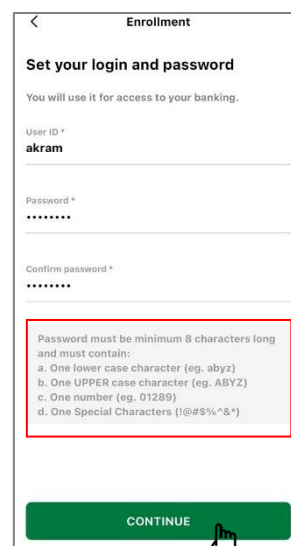 Enrollment
Set your login and password
You will use it for access to your banking.
User ID *
akram
Password *
••••••••
Confirm password *
••••••••
Password must be minimum 8 characters long
and must contain:
a. One lower case character (eg. abyz)
b. One UPPER case character (eg. ABYZ)
c. One number (eg. 01289)
d. One Special Characters (!@#$%^&*)
CONTINUE